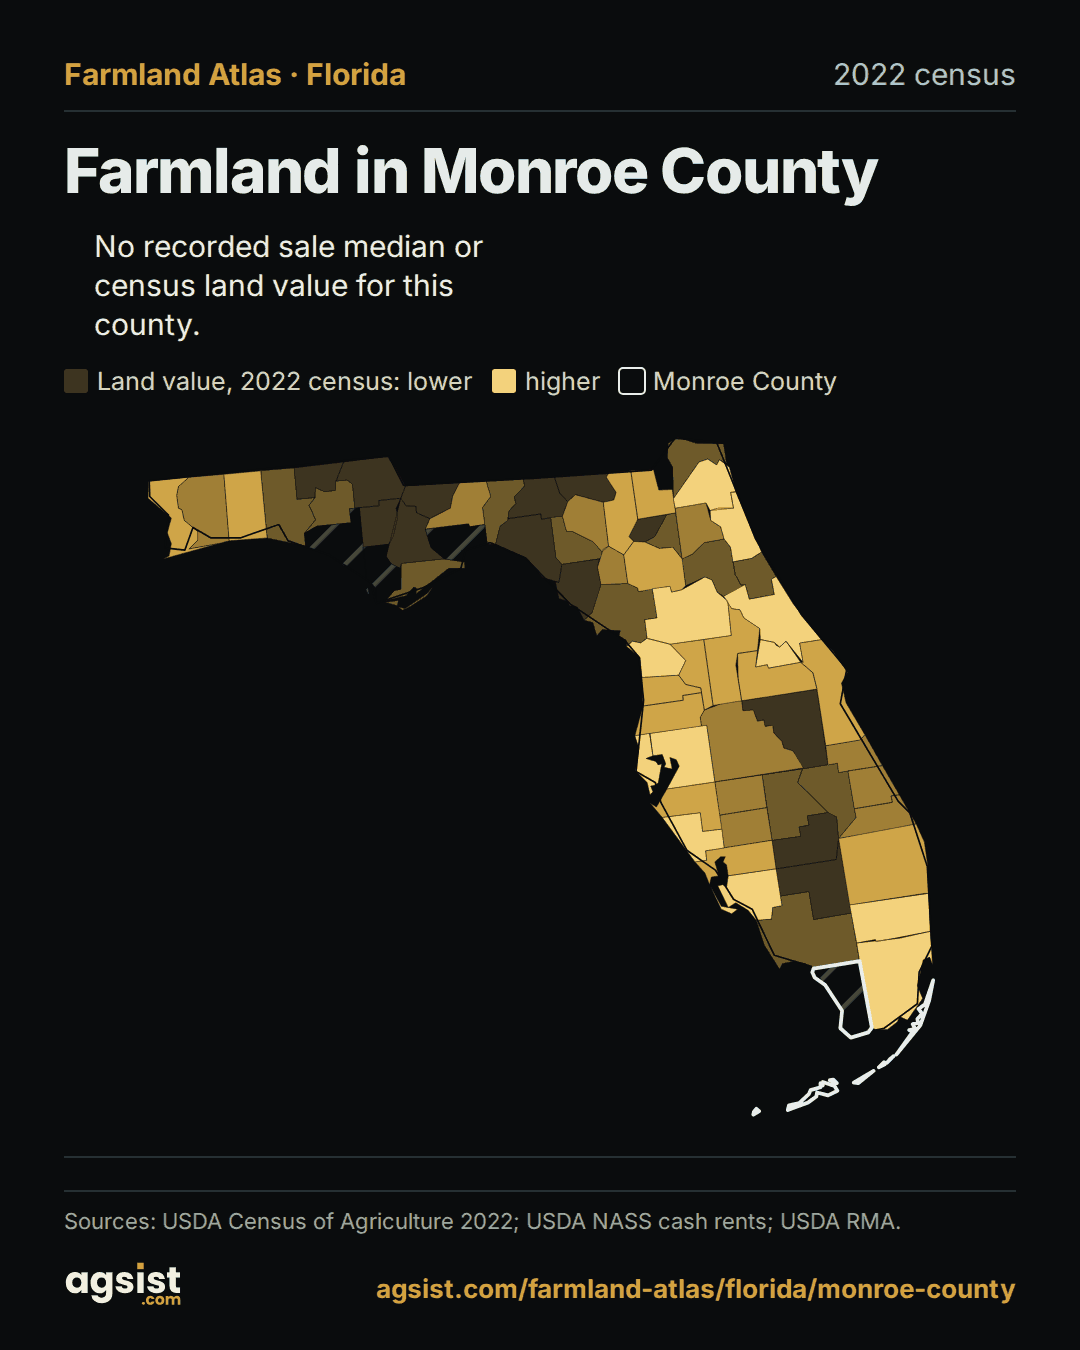 Farmland Atlas · Florida
2022 census
Farmland in Monroe County
No recorded sale median or
census land value for this
county.
Land value, 2022 census: lower
higher
Monroe County
Sources: USDA Census of Agriculture 2022; USDA NASS cash rents; USDA RMA.
agsist
.com
agsist.com/farmland-atlas/florida/monroe-county